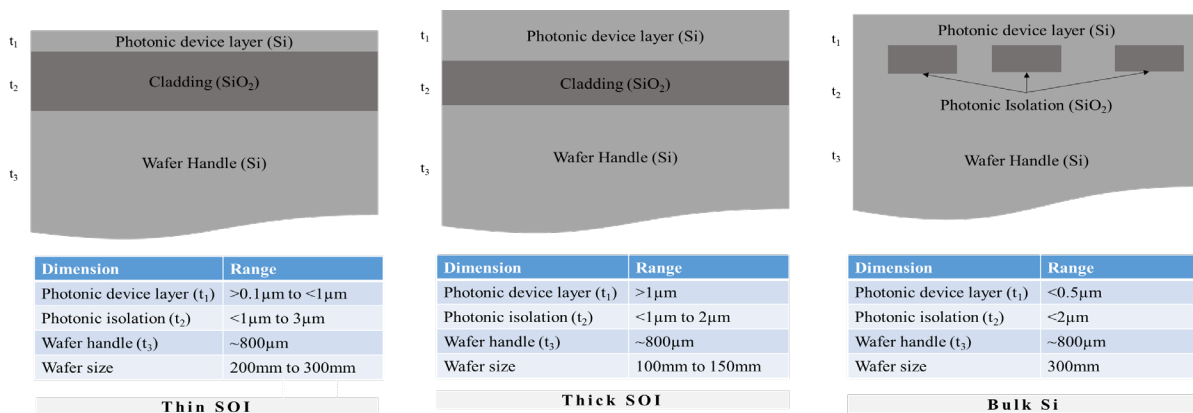 t₁
Photonic device layer (Si)
t₂
Cladding (SiO₂)
t₃
Wafer Handle (Si)
Dimension Range
Photonic device layer (t₁) >0.1µm to <1µm
Photonic isolation (t₂) <1µm to 3µm
Wafer handle (t₃) ~800µm
Wafer size 200mm to 300mm
Thin SOI
t₁
Photonic device layer (Si)
t₂
Cladding (SiO₂)
t₃
Wafer Handle (Si)
Dimension Range
Photonic device layer (t₁) >1µm
Photonic isolation (t₂) <1µm to 2µm
Wafer handle (t₃) ~800µm
Wafer size 100mm to 150mm
Thick SOI
t₁
Photonic device layer (Si)
t₂
Photonic Isolation (SiO₂)
t₃
Wafer Handle (Si)
Dimension Range
Photonic device layer (t₁) <0.5µm
Photonic isolation (t₂) <2µm
Wafer handle (t₃) ~800µm
Wafer size 300mm
Bulk Si